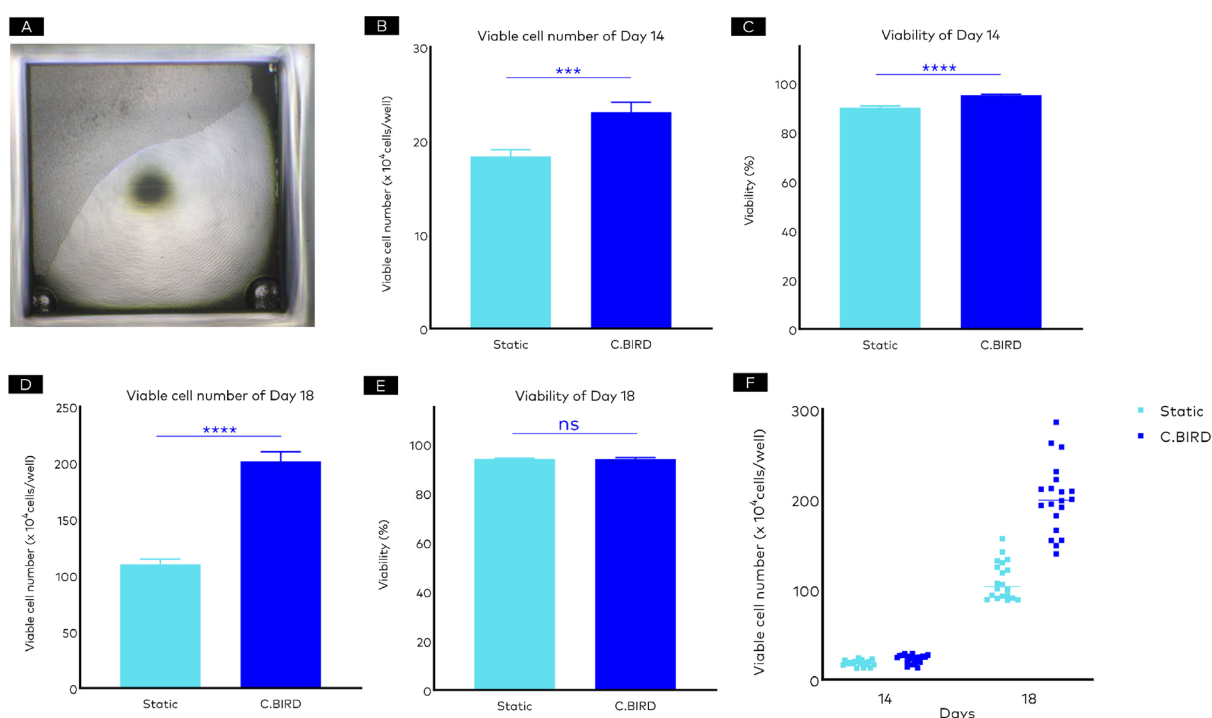 A
B
Viable cell number of Day 14
Viable cell number (x 10⁴cells/well)
30
20
10
0
***
Static
C.BIRD
C
Viability of Day 14
Viability (%)
100
80
60
40
20
0
****
Static
C.BIRD
D
Viable cell number of Day 18
Viable cell number (x 10⁴cells/well)
250
200
150
100
50
0
****
Static
C.BIRD
E
Viability of Day 18
Viability (%)
100
80
60
40
20
0
ns
Static
C.BIRD
F
Viable cell number (x 10⁴cells/well)
300
200
100
0
14
18
Days
Static
C.BIRD